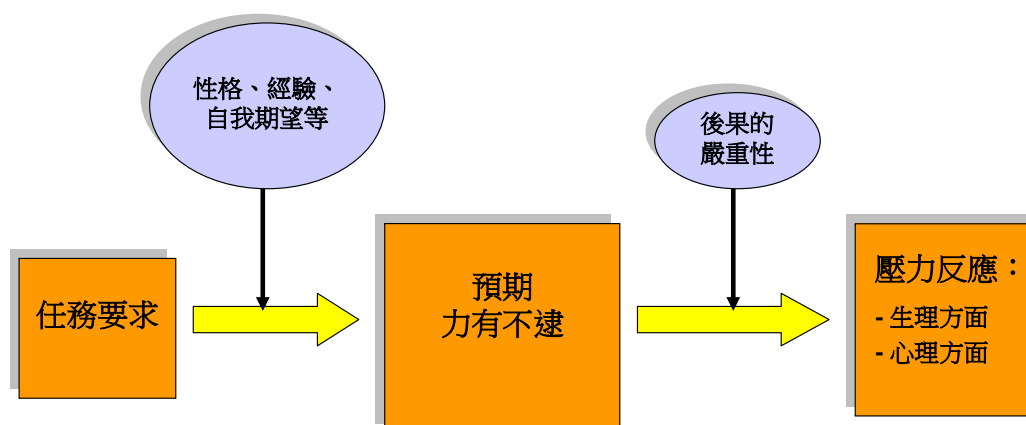 性格、經驗、
自我期望等
後果的
嚴重性
任務要求
預期
力有不逮
壓力反應：
- 生理方面
- 心理方面